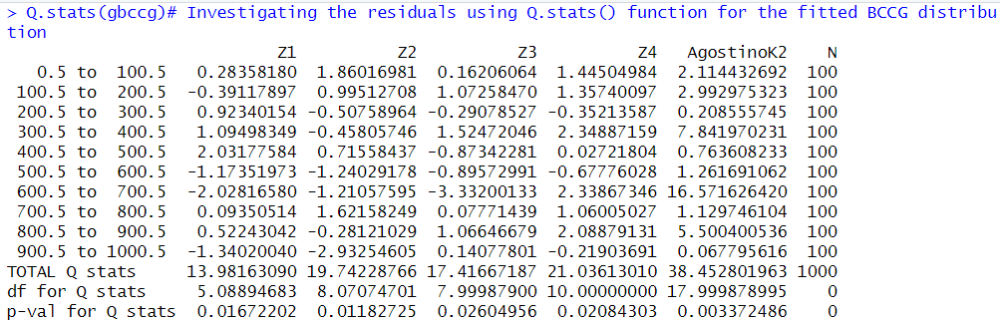 > Q.stats(gbccg)# Investigating the residuals using Q.stats() function for the fitted BCCG distribu
tion
Z1 Z2 Z3 Z4 AgostinoK2 N
0.5 to 100.5 0.28358180 1.86016981 0.16206064 1.44504984 2.114432692 100
100.5 to 200.5 -0.39117897 0.99512708 1.07258470 1.35740097 2.992975323 100
200.5 to 300.5 0.92340154 -0.50758964 -0.29078527 -0.35213587 0.208555745 100
300.5 to 400.5 1.09498349 -0.45805746 1.52472046 2.34887159 7.841970231 100
400.5 to 500.5 2.03177584 0.71558437 -0.87342281 0.02721804 0.763608233 100
500.5 to 600.5 -1.17351973 -1.24029178 -0.89572991 -0.67776028 1.261691062 100
600.5 to 700.5 -2.02816580 -1.21057595 -3.33200133 2.33867346 16.571626420 100
700.5 to 800.5 0.09350514 1.62158249 0.07771439 1.06005027 1.129746104 100
800.5 to 900.5 0.52243042 -0.28121029 1.06646679 2.08879131 5.500400536 100
900.5 to 1000.5 -1.34020040 -2.93254605 0.14077801 -0.21903691 0.067795616 100
TOTAL Q stats 13.98163090 19.74228766 17.41667187 21.03613010 38.452801963 1000
df for Q stats 5.08894683 8.07074701 7.99987900 10.00000000 17.999878995 0
p-val for Q stats 0.01672202 0.01182725 0.02604956 0.02084303 0.003372486 0